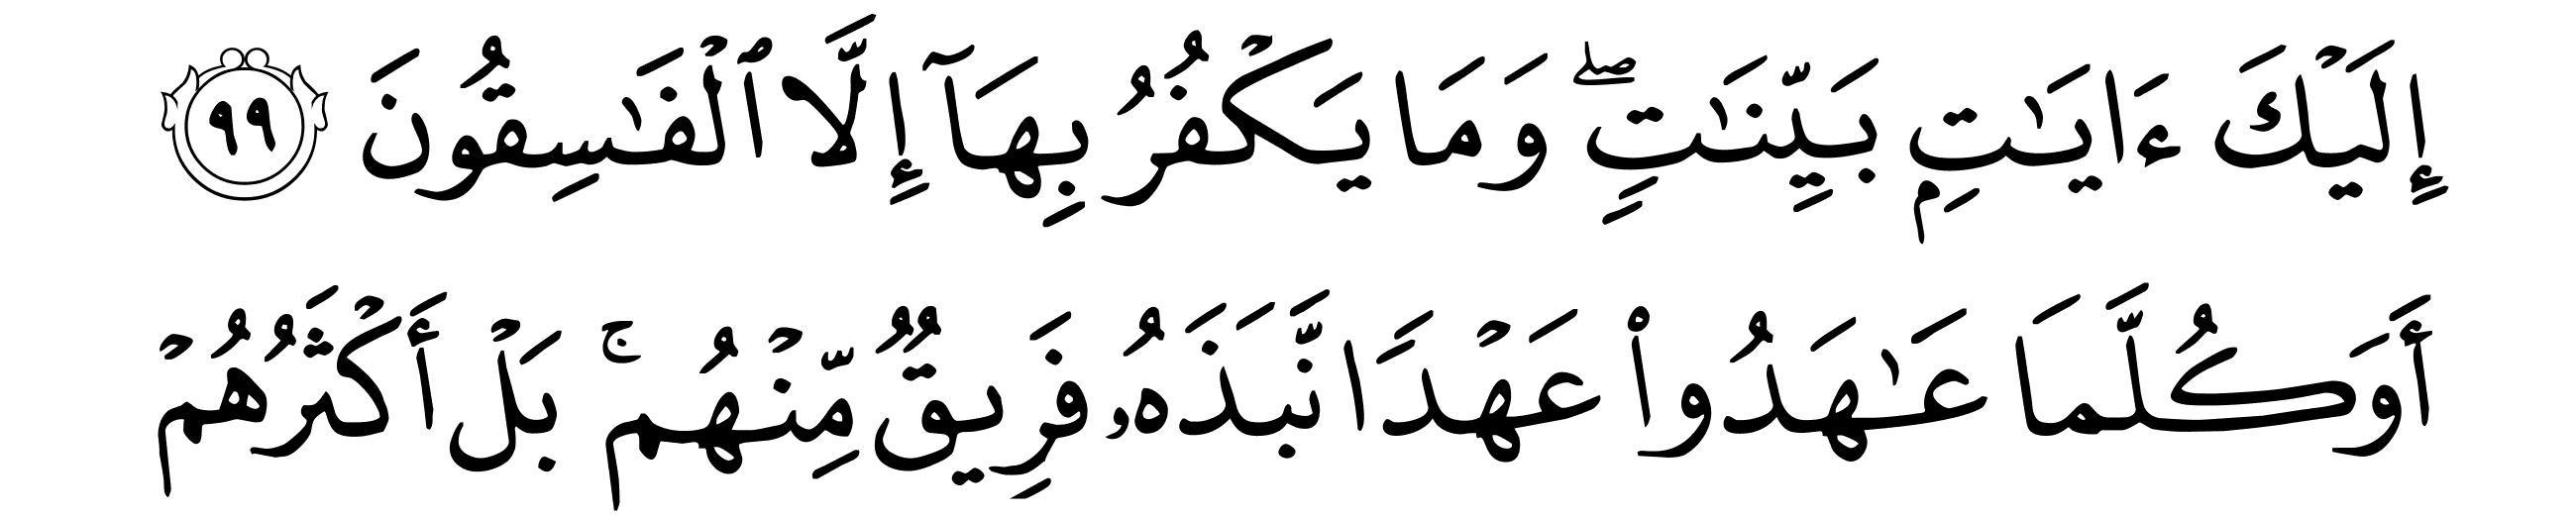 إِلَيْكَ ءَايَٰتِۭ بَيِّنَٰتٍۖ وَمَا يَكْفُرُ بِهَآ إِلَّا ٱلْفَٰسِقُونَ ٩٩
أَوَكُلَّمَا عَٰهَدُوا۟ عَهْدًا نَّبَذَهُۥ فَرِيقٌ مِّنْهُمۚ بَلْ أَكْثَرُهُمْ